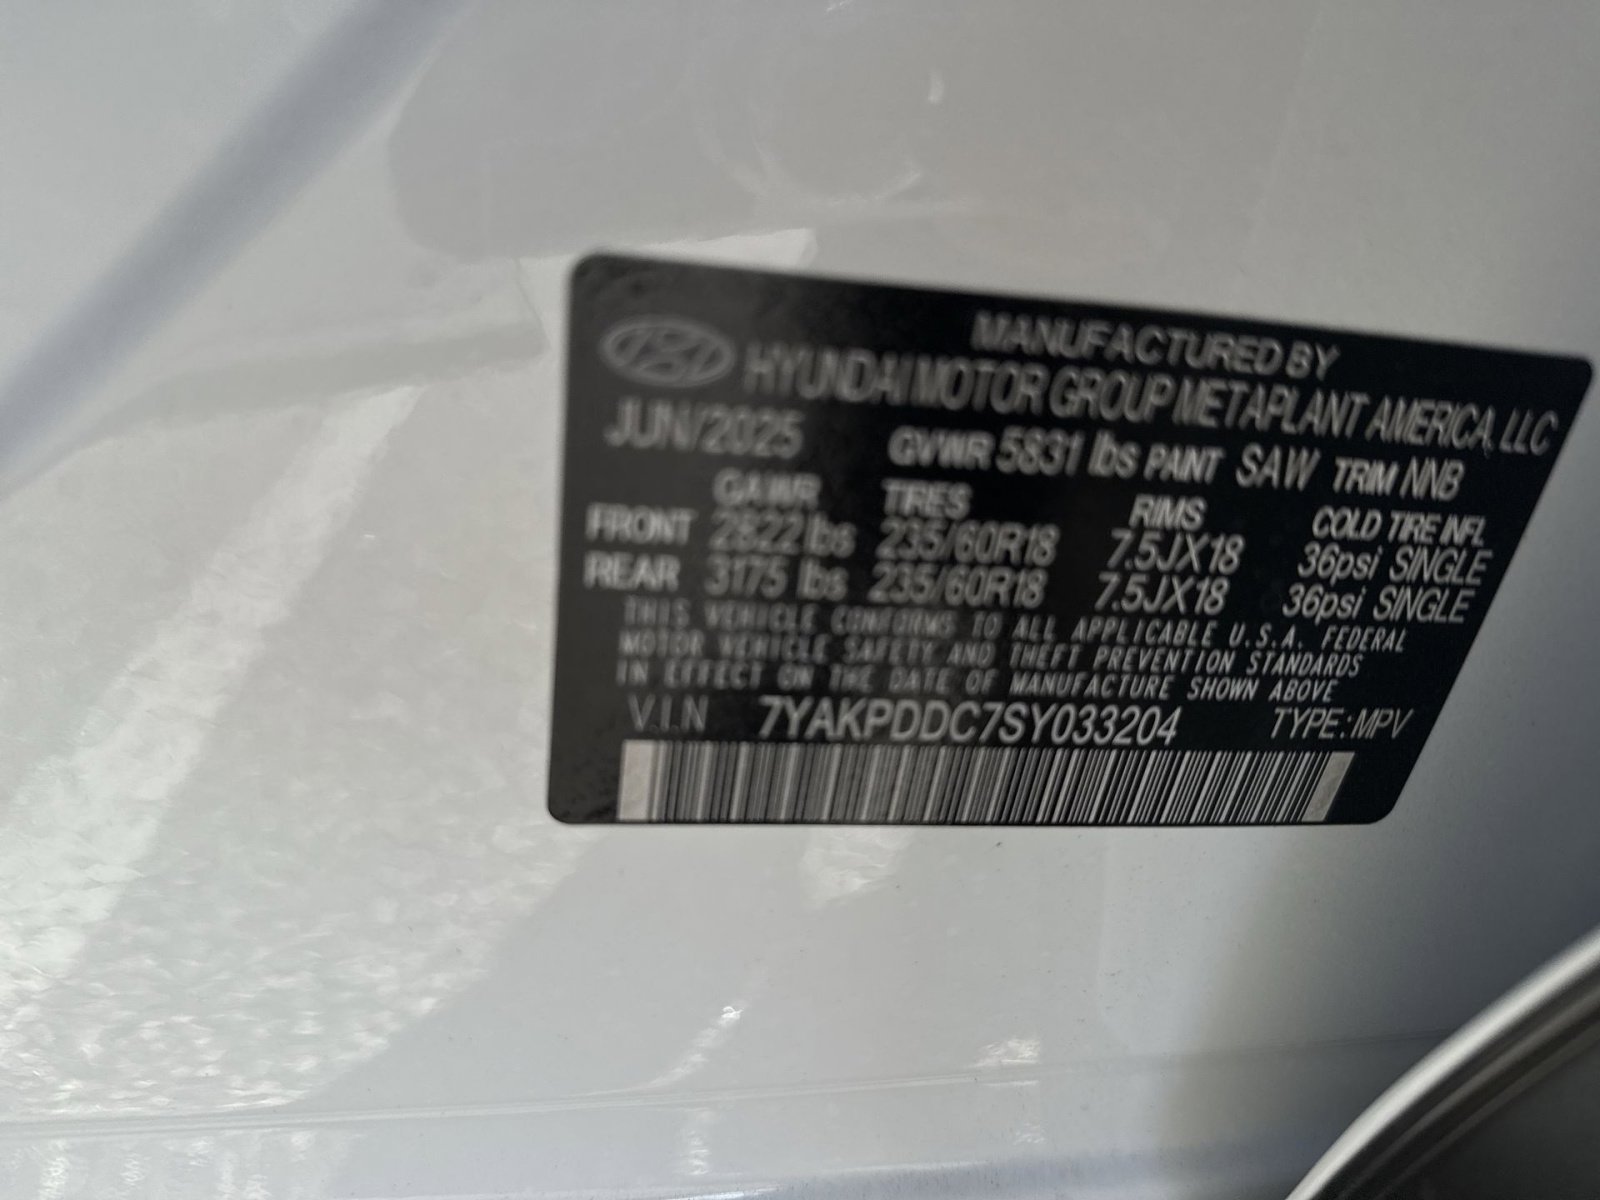 MANUFACTURED BY
HYUNDAI MOTOR GROUP METAPLANT AMERICA, LLC
JUN/2025 GVWR 5831 lbs PAINT SAW TRIM NNB
GAWR TIRES RIMS COLD TIRE INFL
FRONT 2822 lbs 235/60R18 7.5JX18 36psi SINGLE
REAR 3175 lbs 235/60R18 7.5JX18 36psi SINGLE
THIS VEHICLE CONFORMS TO ALL APPLICABLE U.S.A. FEDERAL
MOTOR VEHICLE SAFETY AND THEFT PREVENTION STANDARDS
IN EFFECT ON THE DATE OF MANUFACTURE SHOWN ABOVE
V.I.N 7YAKPDDC7SY033204 TYPE:MPV